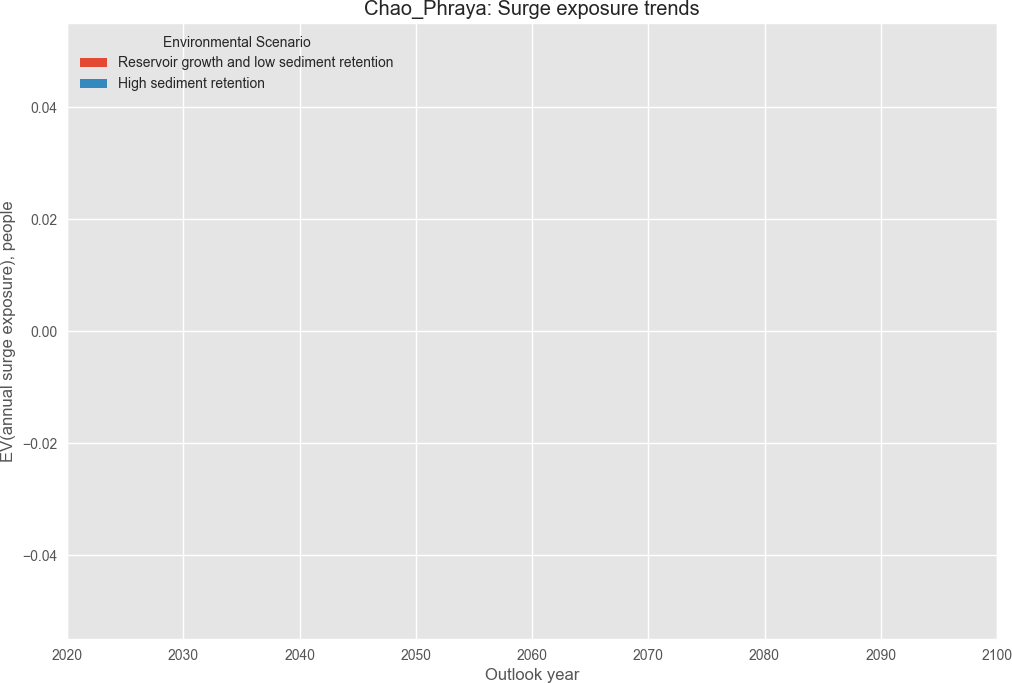 Chao_Phraya: Surge exposure trends
Environmental Scenario
Reservoir growth and low sediment retention
High sediment retention
EV(annual surge exposure), people
0.04
0.02
0.00
−0.02
−0.04
2020 2030 2040 2050 2060 2070 2080 2090 2100
Outlook year